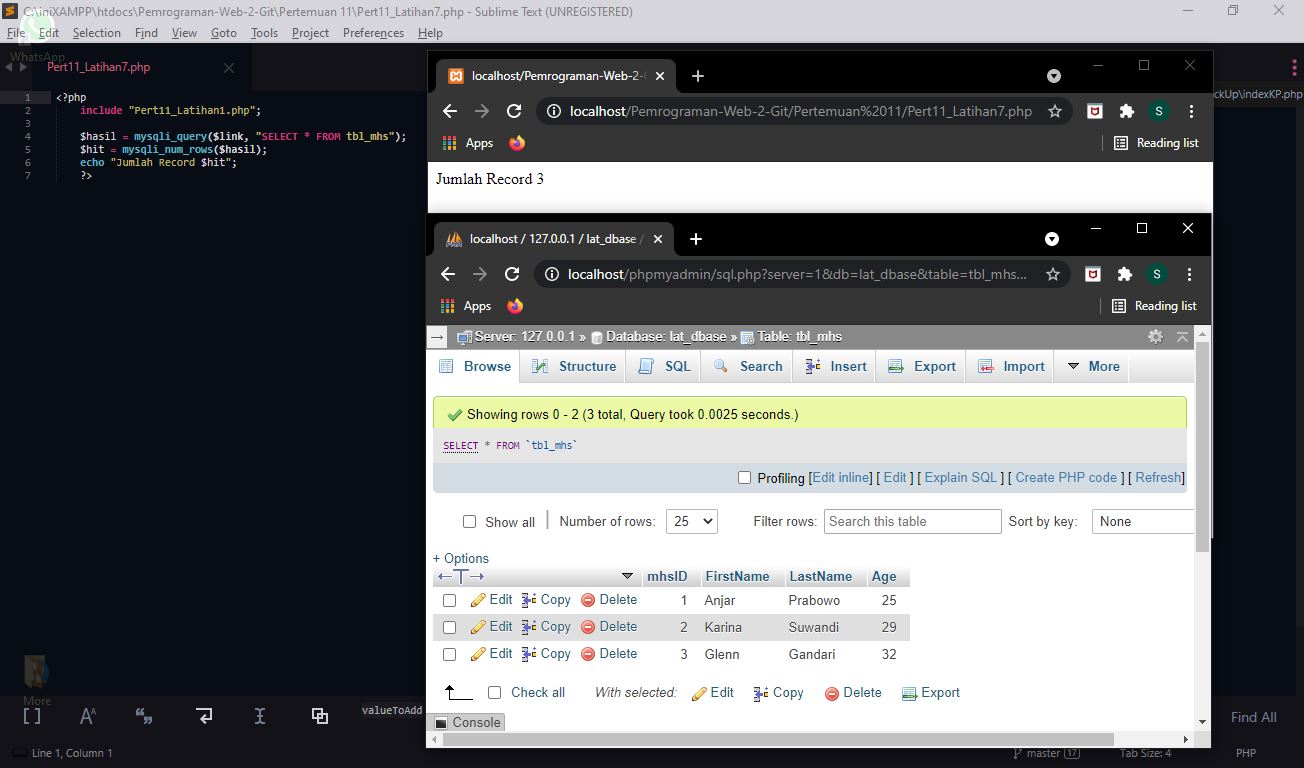 C:\iniXAMPP\htdocs\Pemrograman-Web-2-Git\Pertemuan 11\Pert11_Latihan7.php - Sublime Text (UNREGISTERED)
File Edit Selection Find View Goto Tools Project Preferences Help
WhatsApp
Pert11_Latihan7.php
ckUp\indexKP.php
1 <?php
2 include "Pert11_Latihan1.php";
3
4 $hasil = mysqli_query($link, "SELECT * FROM tbl_mhs");
5 $hit = mysqli_num_rows($hasil);
6 echo "Jumlah Record $hit";
7 ?>
localhost/Pemrograman-Web-2-
localhost/Pemrograman-Web-2-Git/Pertemuan%2011/Pert11_Latihan7.php
S
Apps
Reading list
Jumlah Record 3
localhost / 127.0.0.1 / lat_dbase /
localhost/phpmyadmin/sql.php?server=1&db=lat_dbase&table=tbl_mhs...
S
Apps
Reading list
Server: 127.0.0.1 » Database: lat_dbase » Table: tbl_mhs
Browse Structure SQL Search Insert Export Import More
Showing rows 0 - 2 (3 total, Query took 0.0025 seconds.)
SELECT * FROM `tbl_mhs`
Profiling [Edit inline] [ Edit ] [ Explain SQL ] [ Create PHP code ] [ Refresh]
Show all Number of rows: 25 Filter rows: Search this table Sort by key: None
+ Options
←T→ mhsID FirstName LastName Age
Edit Copy Delete 1 Anjar Prabowo 25
Edit Copy Delete 2 Karina Suwandi 29
Edit Copy Delete 3 Glenn Gandari 32
Check all With selected: Edit Copy Delete Export
Console
More
valueToAdd
Find All
Line 1, Column 1
master 17
Tab Size: 4
PHP